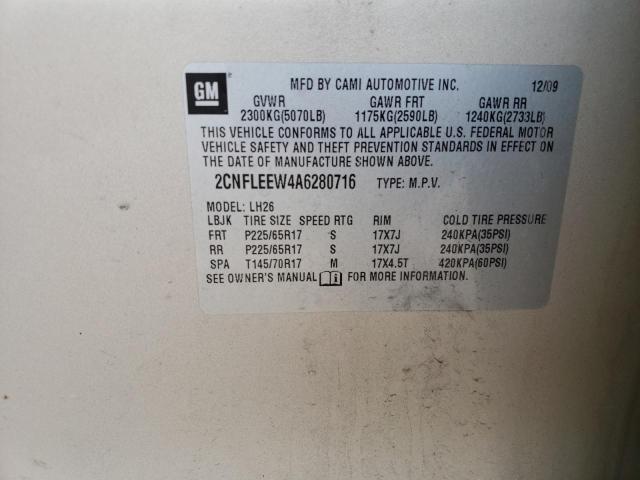 GM
MFD BY CAMI AUTOMOTIVE INC. 12/09
GVWR GAWR FRT GAWR RR
2300KG(5070LB) 1175KG(2590LB) 1240KG(2733LB)
THIS VEHICLE CONFORMS TO ALL APPLICABLE U.S. FEDERAL MOTOR
VEHICLE SAFETY AND THEFT PREVENTION STANDARDS IN EFFECT ON
THE DATE OF MANUFACTURE SHOWN ABOVE.
2CNFLEEW4A6280716 TYPE: M.P.V.
MODEL: LH26
LBJK TIRE SIZE SPEED RTG RIM COLD TIRE PRESSURE
FRT P225/65R17 S 17X7J 240KPA(35PSI)
RR P225/65R17 S 17X7J 240KPA(35PSI)
SPA T145/70R17 M 17X4.5T 420KPA(60PSI)
SEE OWNER'S MANUAL FOR MORE INFORMATION.